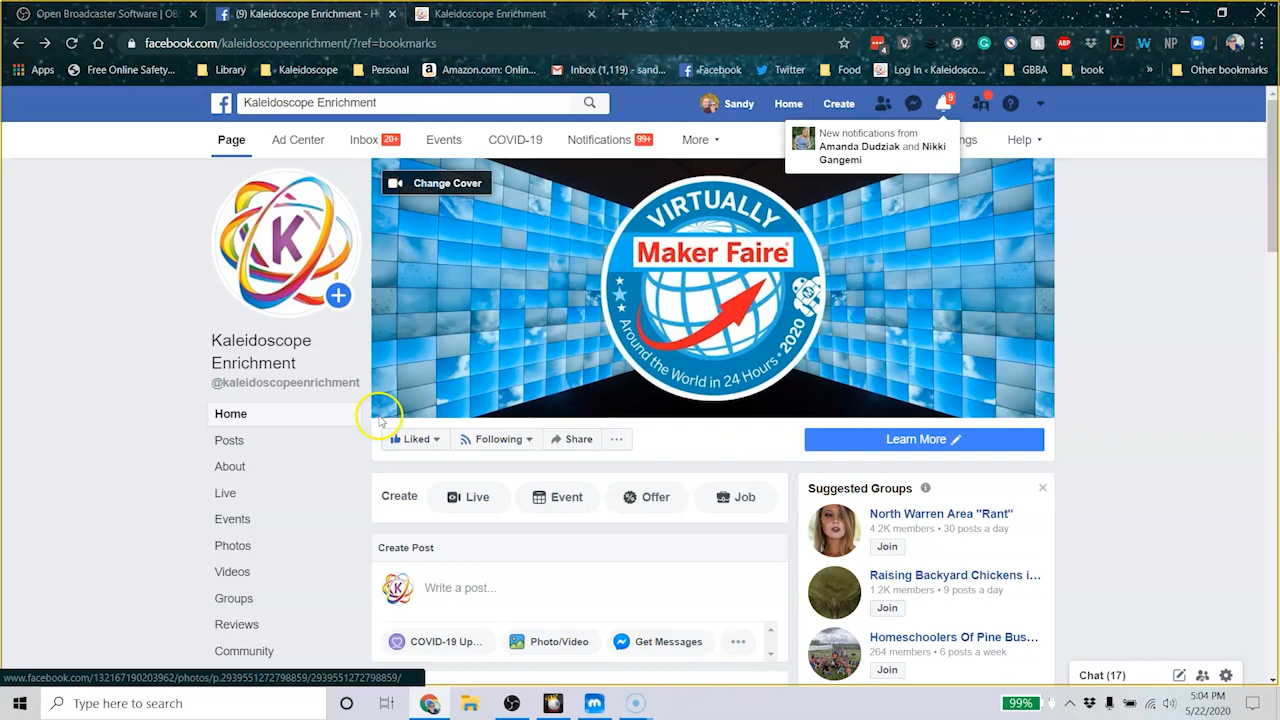 Open Broadcaster Software | OB
(9) Kaleidoscope Enrichment - H
Kaleidoscope Enrichment
facebook.com/kaleidoscopeenrichment/?ref=bookmarks
Apps
Free Online Safety...
Library
Kaleidoscope
Personal
Amazon.com: Onlin...
Inbox (1,119) - sand...
Facebook
Twitter
Food
Log In ‹ Kaleidosco...
GBBA
book
»
Other bookmarks
Kaleidoscope Enrichment
Sandy
Home
Create
9
Page
Ad Center
Inbox 20+
Events
COVID-19
Notifications 99+
More
ngs
Help
New notifications from
Amanda Dudziak and Nikki
Gangemi
Change Cover
VIRTUALLY
Maker Faire®
Around the World in 24 Hours • 2020
K
Kaleidoscope
Enrichment
@kaleidoscopeenrichment
Home
Posts
About
Live
Events
Photos
Videos
Groups
Reviews
Community
Liked
Following
Share
...
Learn More
Create
Live
Event
Offer
Job
Create Post
K
Write a post...
COVID-19 Up...
Photo/Video
Get Messages
...
Suggested Groups
North Warren Area "Rant"
4.2K members • 30 posts a day
Join
Raising Backyard Chickens i...
1.2K members • 9 posts a day
Join
Homeschoolers Of Pine Bus...
264 members • 6 posts a week
Join
Chat (17)
www.facebook.com/132167190203962/photos/p.2939551272798859/2939551272798859/
Type here to search
99%
5:04 PM
5/22/2020